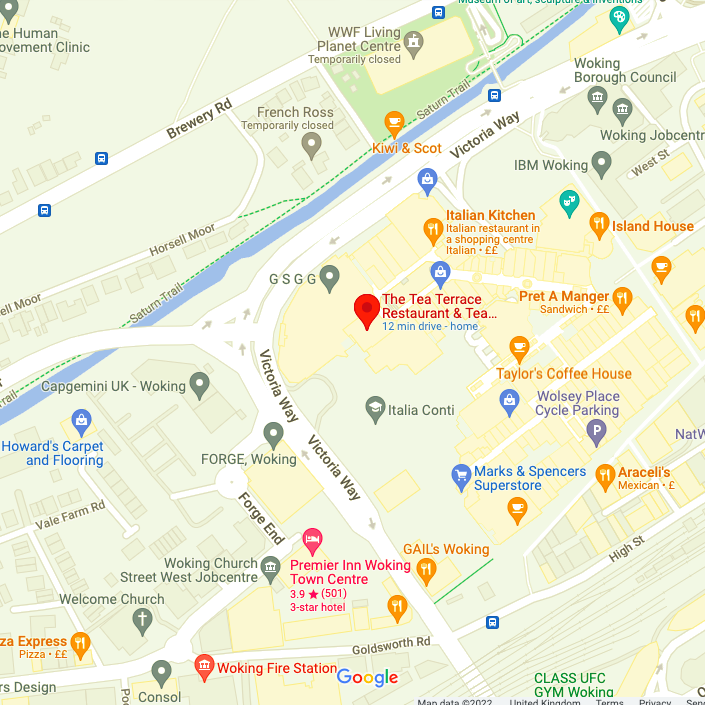 Museum of art, sculpture & inventions
he Human
ovement Clinic
WWF Living
Planet Centre
Temporarily closed
Woking
Borough Council
Saturn Trail
French Ross
Temporarily closed
Brewery Rd
Kiwi & Scot
Victoria Way
Woking Jobcentr
IBM Woking
West St
Italian Kitchen
Italian restaurant in
a shopping centre
Italian • ££
Island House
Horsell Moor
G S G G
sell Moor
Saturn Trail
The Tea Terrace
Restaurant & Tea...
12 min drive - home
Pret A Manger
Sandwich • ££
Victoria Way
Taylor's Coffee House
Capgemini UK - Woking
Trail
Italia Conti
Wolsey Place
Cycle Parking
P
Howard's Carpet
and Flooring
FORGE, Woking
Victoria Way
NatW
Marks & Spencers
Superstore
Araceli's
Mexican • £
Vale Farm Rd
Forge End
High St
GAIL's Woking
Woking Church
Street West Jobcentre
Premier Inn Woking
Town Centre
3.9 ★ (501)
3-star hotel
Welcome Church
za Express
Pizza • ££
Goldsworth Rd
Woking Fire Station
Google
rs Design
Consol
Po
CLASS UFC
GYM Woking
Map data ©2022
United Kingdom
Terms
Privacy
Sen